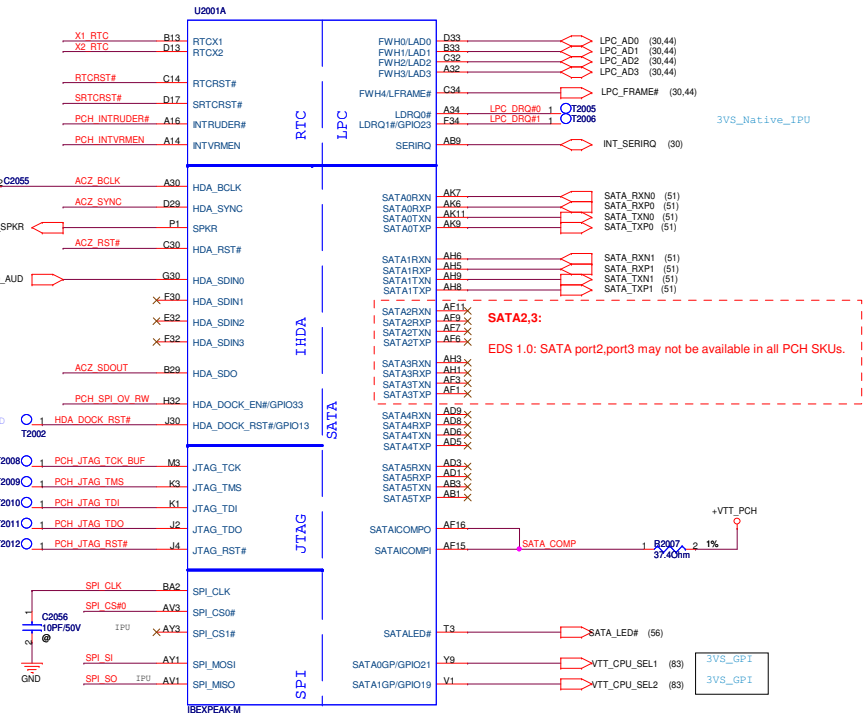 U2001A
X1_RTC B13 RTCX1 FWH0/LAD0 D33 LPC_AD0 (30,44)
X2_RTC D13 RTCX2 FWH1/LAD1 B33 LPC_AD1 (30,44)
FWH2/LAD2 C32 LPC_AD2 (30,44)
FWH3/LAD3 A32 LPC_AD3 (30,44)
RTCRST# C14 RTCRST#
FWH4/LFRAME# C34 LPC_FRAME# (30,44)
SRTCRST# D17 SRTCRST#
LDRQ0# A34 LPC_DRQ#0 1 T2005
PCH_INTRUDER# A16 INTRUDER# LDRQ1#/GPIO23 F34 LPC_DRQ#1 1 T2006
3VS_Native_IPU
PCH_INTVRMEN A14 INTVRMEN SERIRQ AB9 INT_SERIRQ (30)
RTC LPC
C2055 ACZ_BCLK A30 HDA_BCLK
SATA0RXN AK7 SATA_RXN0 (51)
ACZ_SYNC D29 HDA_SYNC SATA0RXP AK6 SATA_RXP0 (51)
SATA0TXN AK11 SATA_TXN0 (51)
SPKR P1 SPKR SATA0TXP AK9 SATA_TXP0 (51)
ACZ_RST# C30 HDA_RST#
SATA1RXN AH6 SATA_RXN1 (51)
SATA1RXP AH5 SATA_RXP1 (51)
_AUD G30 HDA_SDIN0 SATA1TXN AH9 SATA_TXN1 (51)
SATA1TXP AH8 SATA_TXP1 (51)
F30 HDA_SDIN1
SATA2RXN AF11
E32 HDA_SDIN2 SATA2RXP AF9 SATA2,3:
SATA2TXN AF7
F32 HDA_SDIN3 SATA2TXP AF6
EDS 1.0: SATA port2,port3 may not be available in all PCH SKUs.
IHDA
SATA3RXN AH3
ACZ_SDOUT B29 HDA_SDO SATA3RXP AH1
SATA3TXN AF3
SATA3TXP AF1
PCH_SPI_OV_RW H32 HDA_DOCK_EN#/GPIO33
SATA
SATA4RXN AD9
T2002 1 HDA_DOCK_RST# J30 HDA_DOCK_RST#/GPIO13 SATA4RXP AD8
SATA4TXN AD6
SATA4TXP AD5
T2008 1 PCH_JTAG_TCK_BUF M3 JTAG_TCK SATA5RXN AD3
SATA5RXP AD1
T2009 1 PCH_JTAG_TMS K3 JTAG_TMS SATA5TXN AB3
SATA5TXP AB1
T2010 1 PCH_JTAG_TDI K1 JTAG_TDI
+VTT_PCH
T2011 1 PCH_JTAG_TDO J2 JTAG_TDO SATAICOMPO AF16
JTAG
T2012 1 PCH_JTAG_RST# J4 JTAG_RST# SATAICOMPI AF15 SATA_COMP 1 R2007 2 1%
37.4Ohm
SPI_CLK BA2 SPI_CLK
1 C2056 SPI_CS#0 AV3 SPI_CS0#
10PF/50V
2 @ IPU AY3 SPI_CS1# SATALED# T3 SATA_LED# (56)
GND SPI_SI AY1 SPI_MOSI SATA0GP/GPIO21 Y9 VTT_CPU_SEL1 (83) 3VS_GPI
SPI_SO IPU AV1 SPI_MISO SATA1GP/GPIO19 V1 VTT_CPU_SEL2 (83) 3VS_GPI
SPI
IBEXPEAK-M